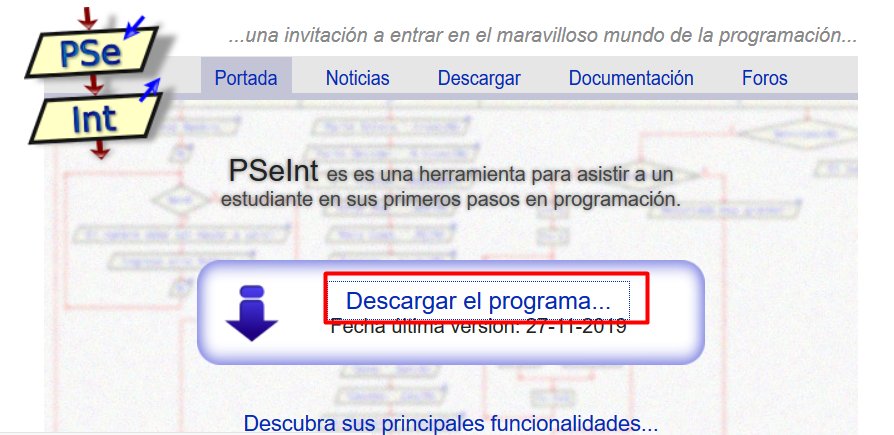 ...una invitación a entrar en el maravilloso mundo de la programación...
PSe
Int
Portada Noticias Descargar Documentación Foros
PSeInt es es una herramienta para asistir a un
estudiante en sus primeros pasos en programación.
Descargar el programa...
Fecha última versión: 27-11-2019
Descubra sus principales funcionalidades...